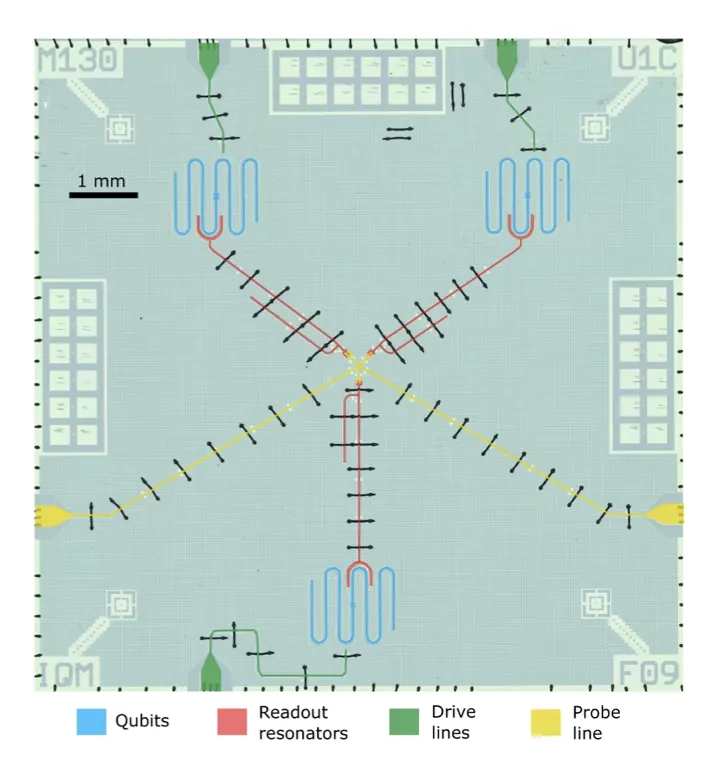 M130
U1C
1 mm
IQM
F09
Qubits
Readout
resonators
Drive
lines
Probe
line